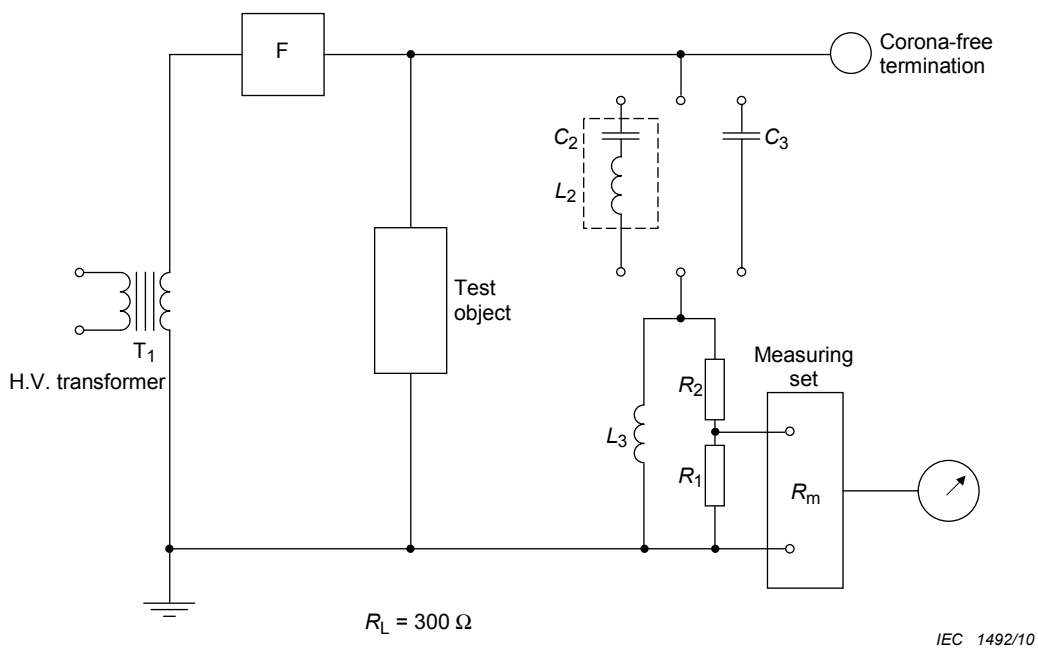 F
Corona-free
termination
C2
C3
L2
Test
object
T1
H.V. transformer
Measuring
set
R2
L3
R1
Rm
RL = 300 Ω
IEC 1492/10